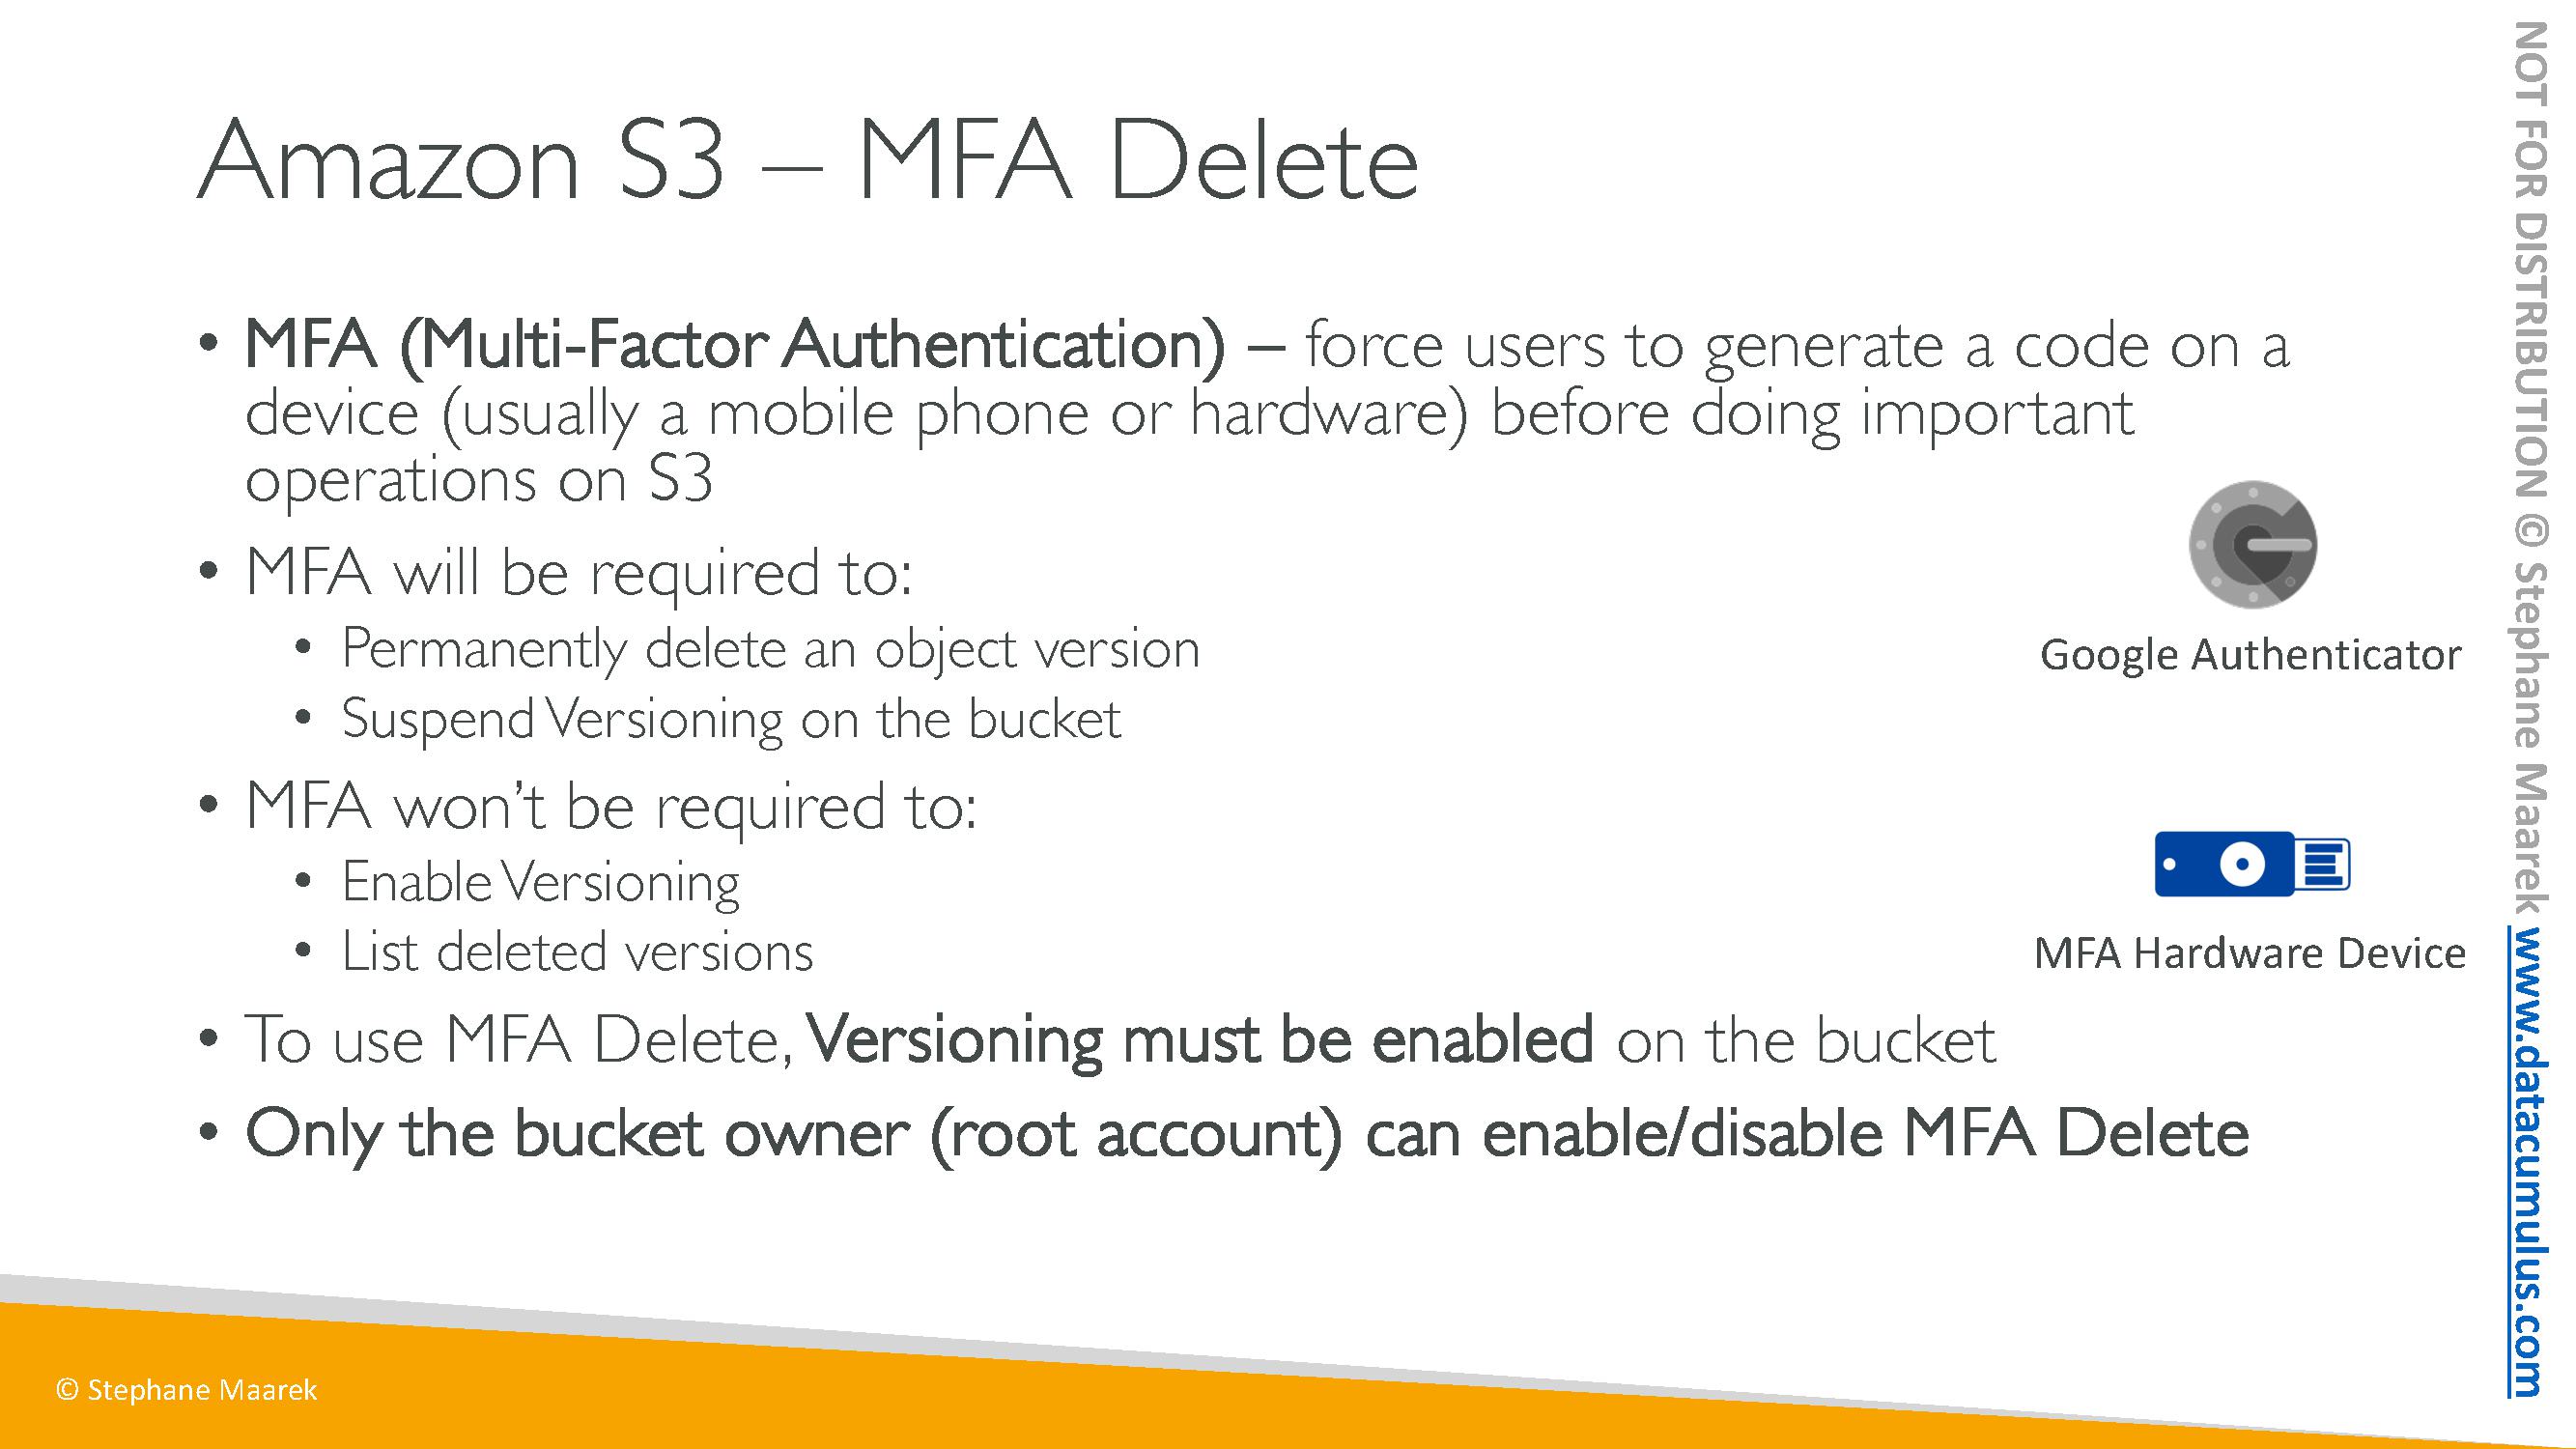 Amazon S3 – MFA Delete
• MFA (Multi-Factor Authentication) – force users to generate a code on a
device (usually a mobile phone or hardware) before doing important
operations on S3
• MFA will be required to:
• Permanently delete an object version
• Suspend Versioning on the bucket
• MFA won’t be required to:
• Enable Versioning
• List deleted versions
• To use MFA Delete, Versioning must be enabled on the bucket
• Only the bucket owner (root account) can enable/disable MFA Delete
Google Authenticator
MFA Hardware Device
© Stephane Maarek
NOT FOR DISTRIBUTION © Stephane Maarek www.datacumulus.com